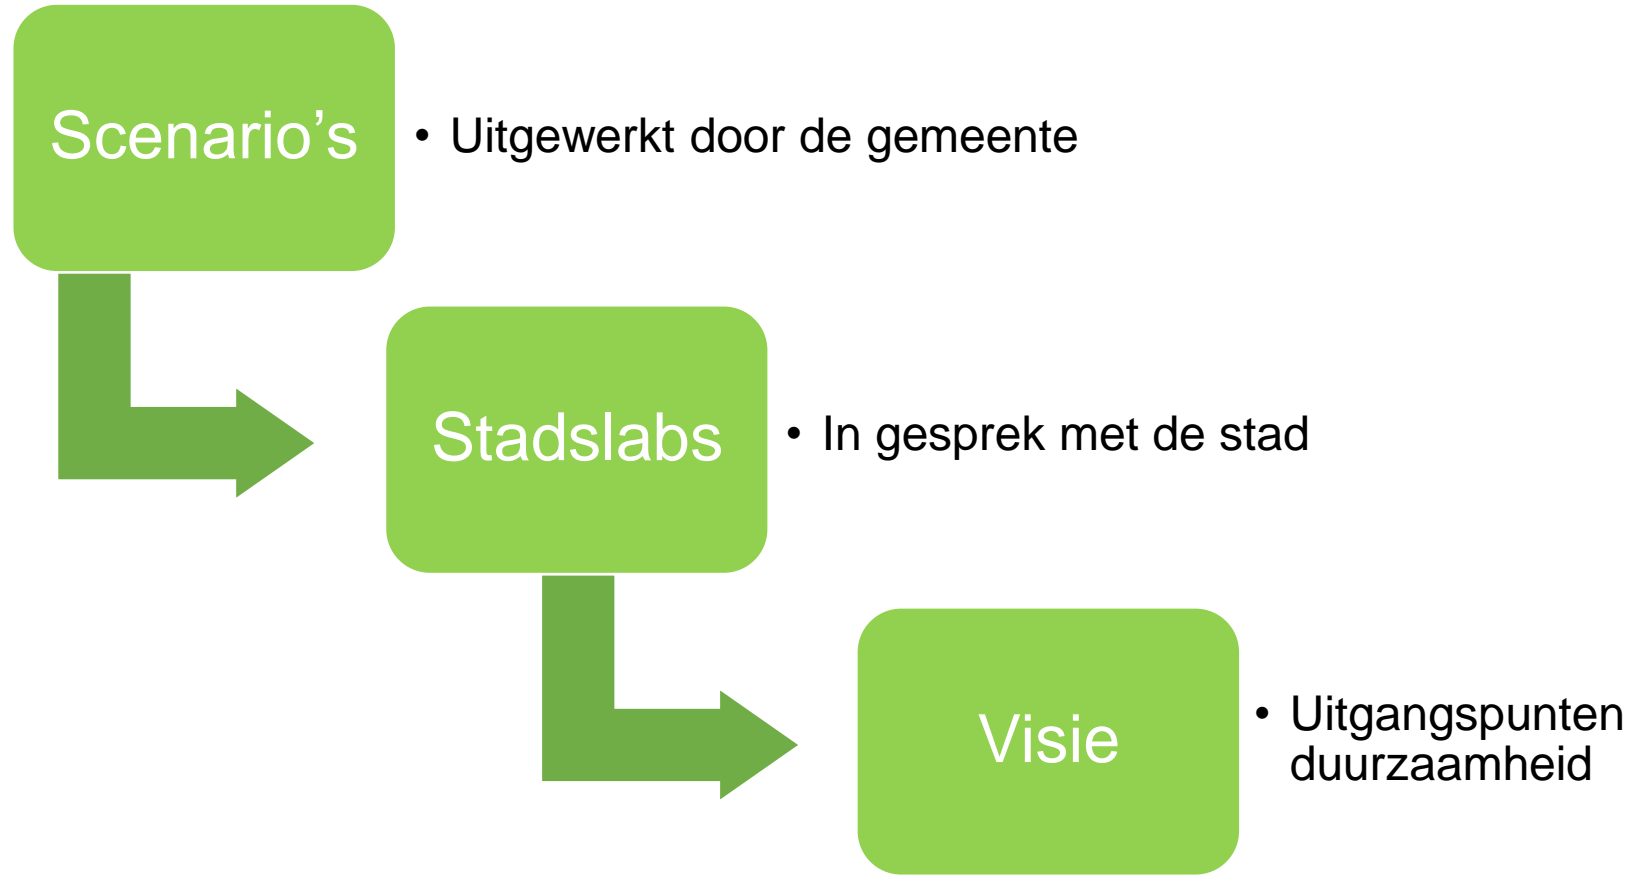 Scenario’s
• Uitgewerkt door de gemeente
Stadslabs
• In gesprek met de stad
Visie
• Uitgangspunten
duurzaamheid